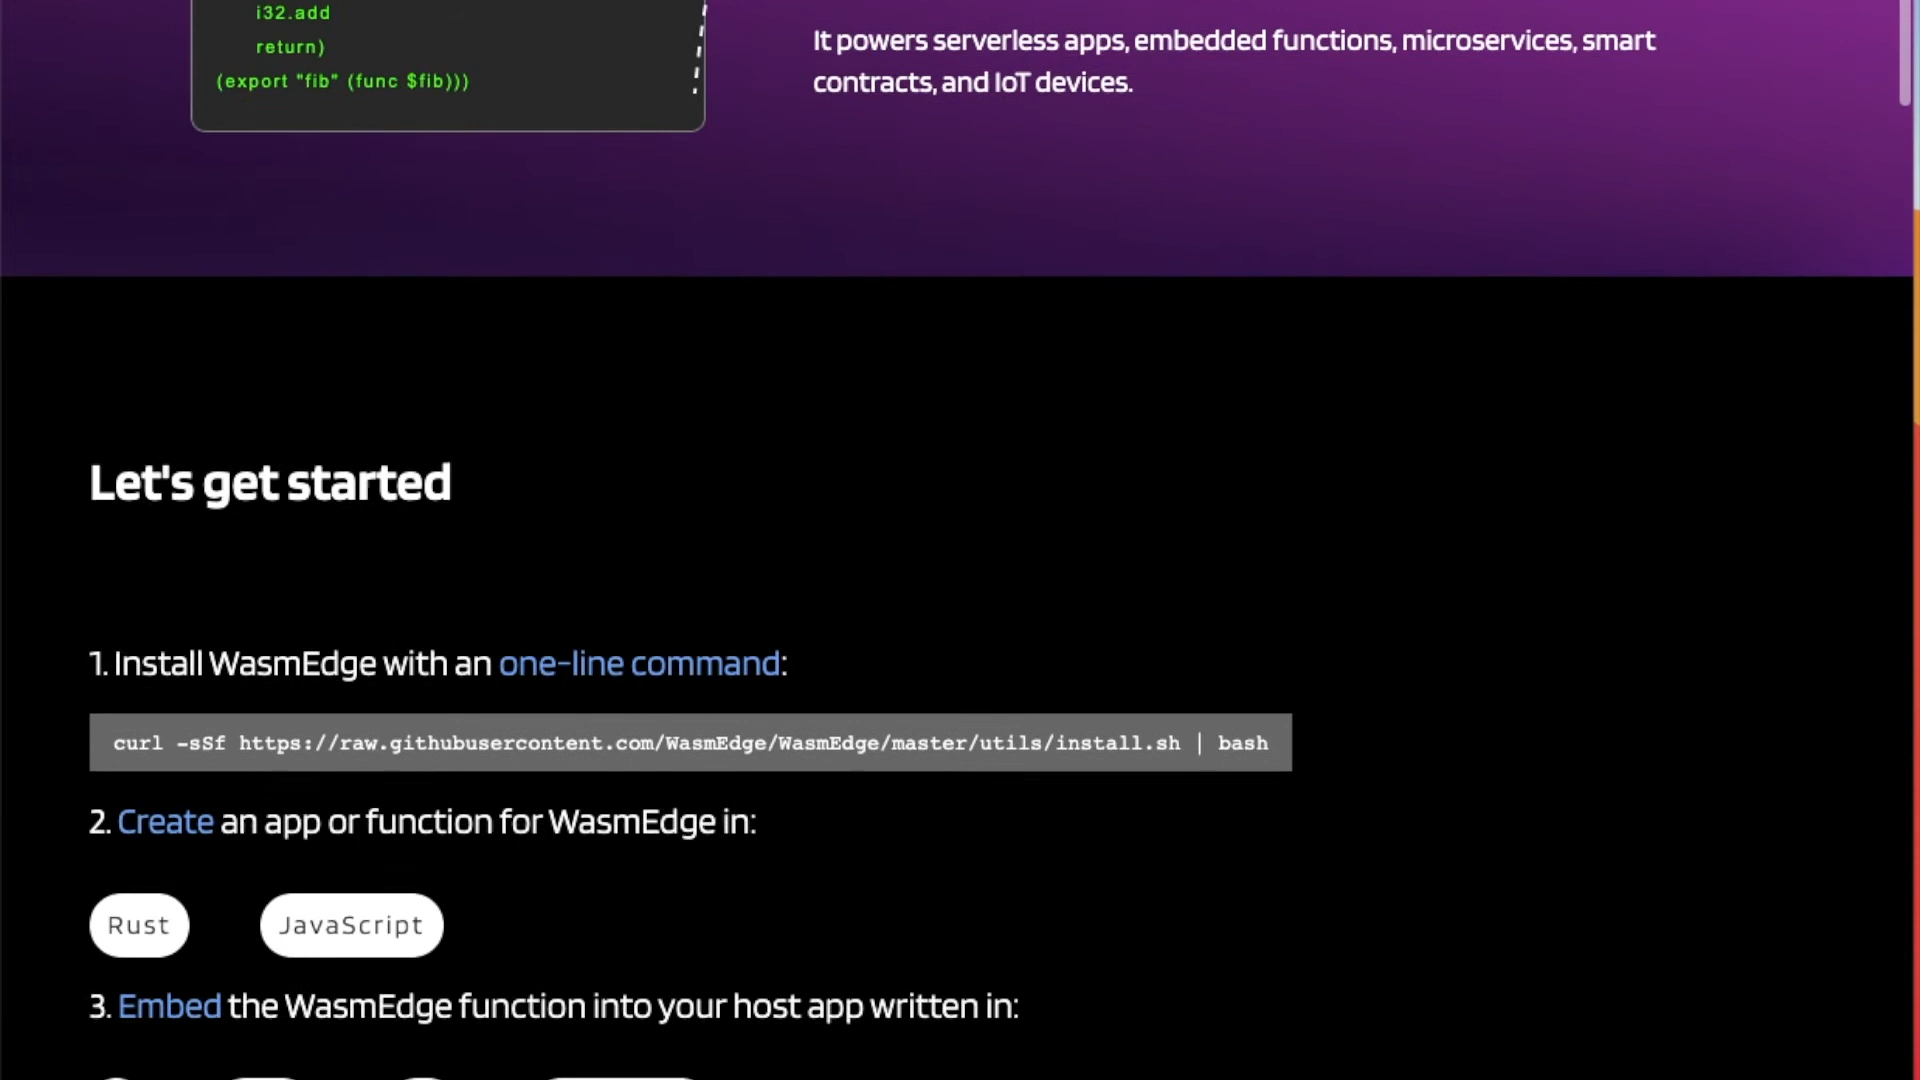 i32.add
return)
(export "fib" (func $fib)))
It powers serverless apps, embedded functions, microservices, smart
contracts, and IoT devices.
Let's get started
1. Install WasmEdge with an one-line command:
curl -sSf https://raw.githubusercontent.com/WasmEdge/WasmEdge/master/utils/install.sh | bash
2. Create an app or function for WasmEdge in:
Rust JavaScript
3. Embed the WasmEdge function into your host app written in: